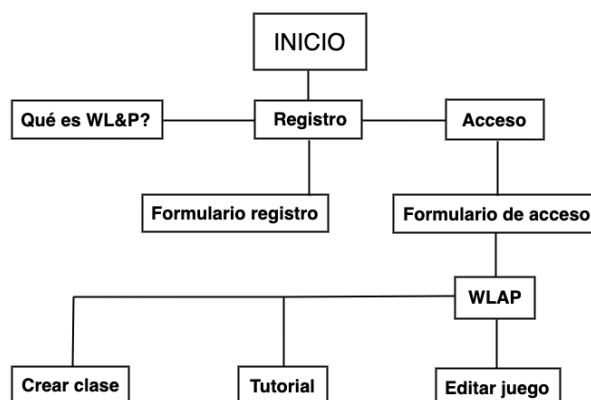 INICIO
Qué es WL&P?
Registro
Acceso
Formulario registro
Formulario de acceso
WLAP
Crear clase
Tutorial
Editar juego